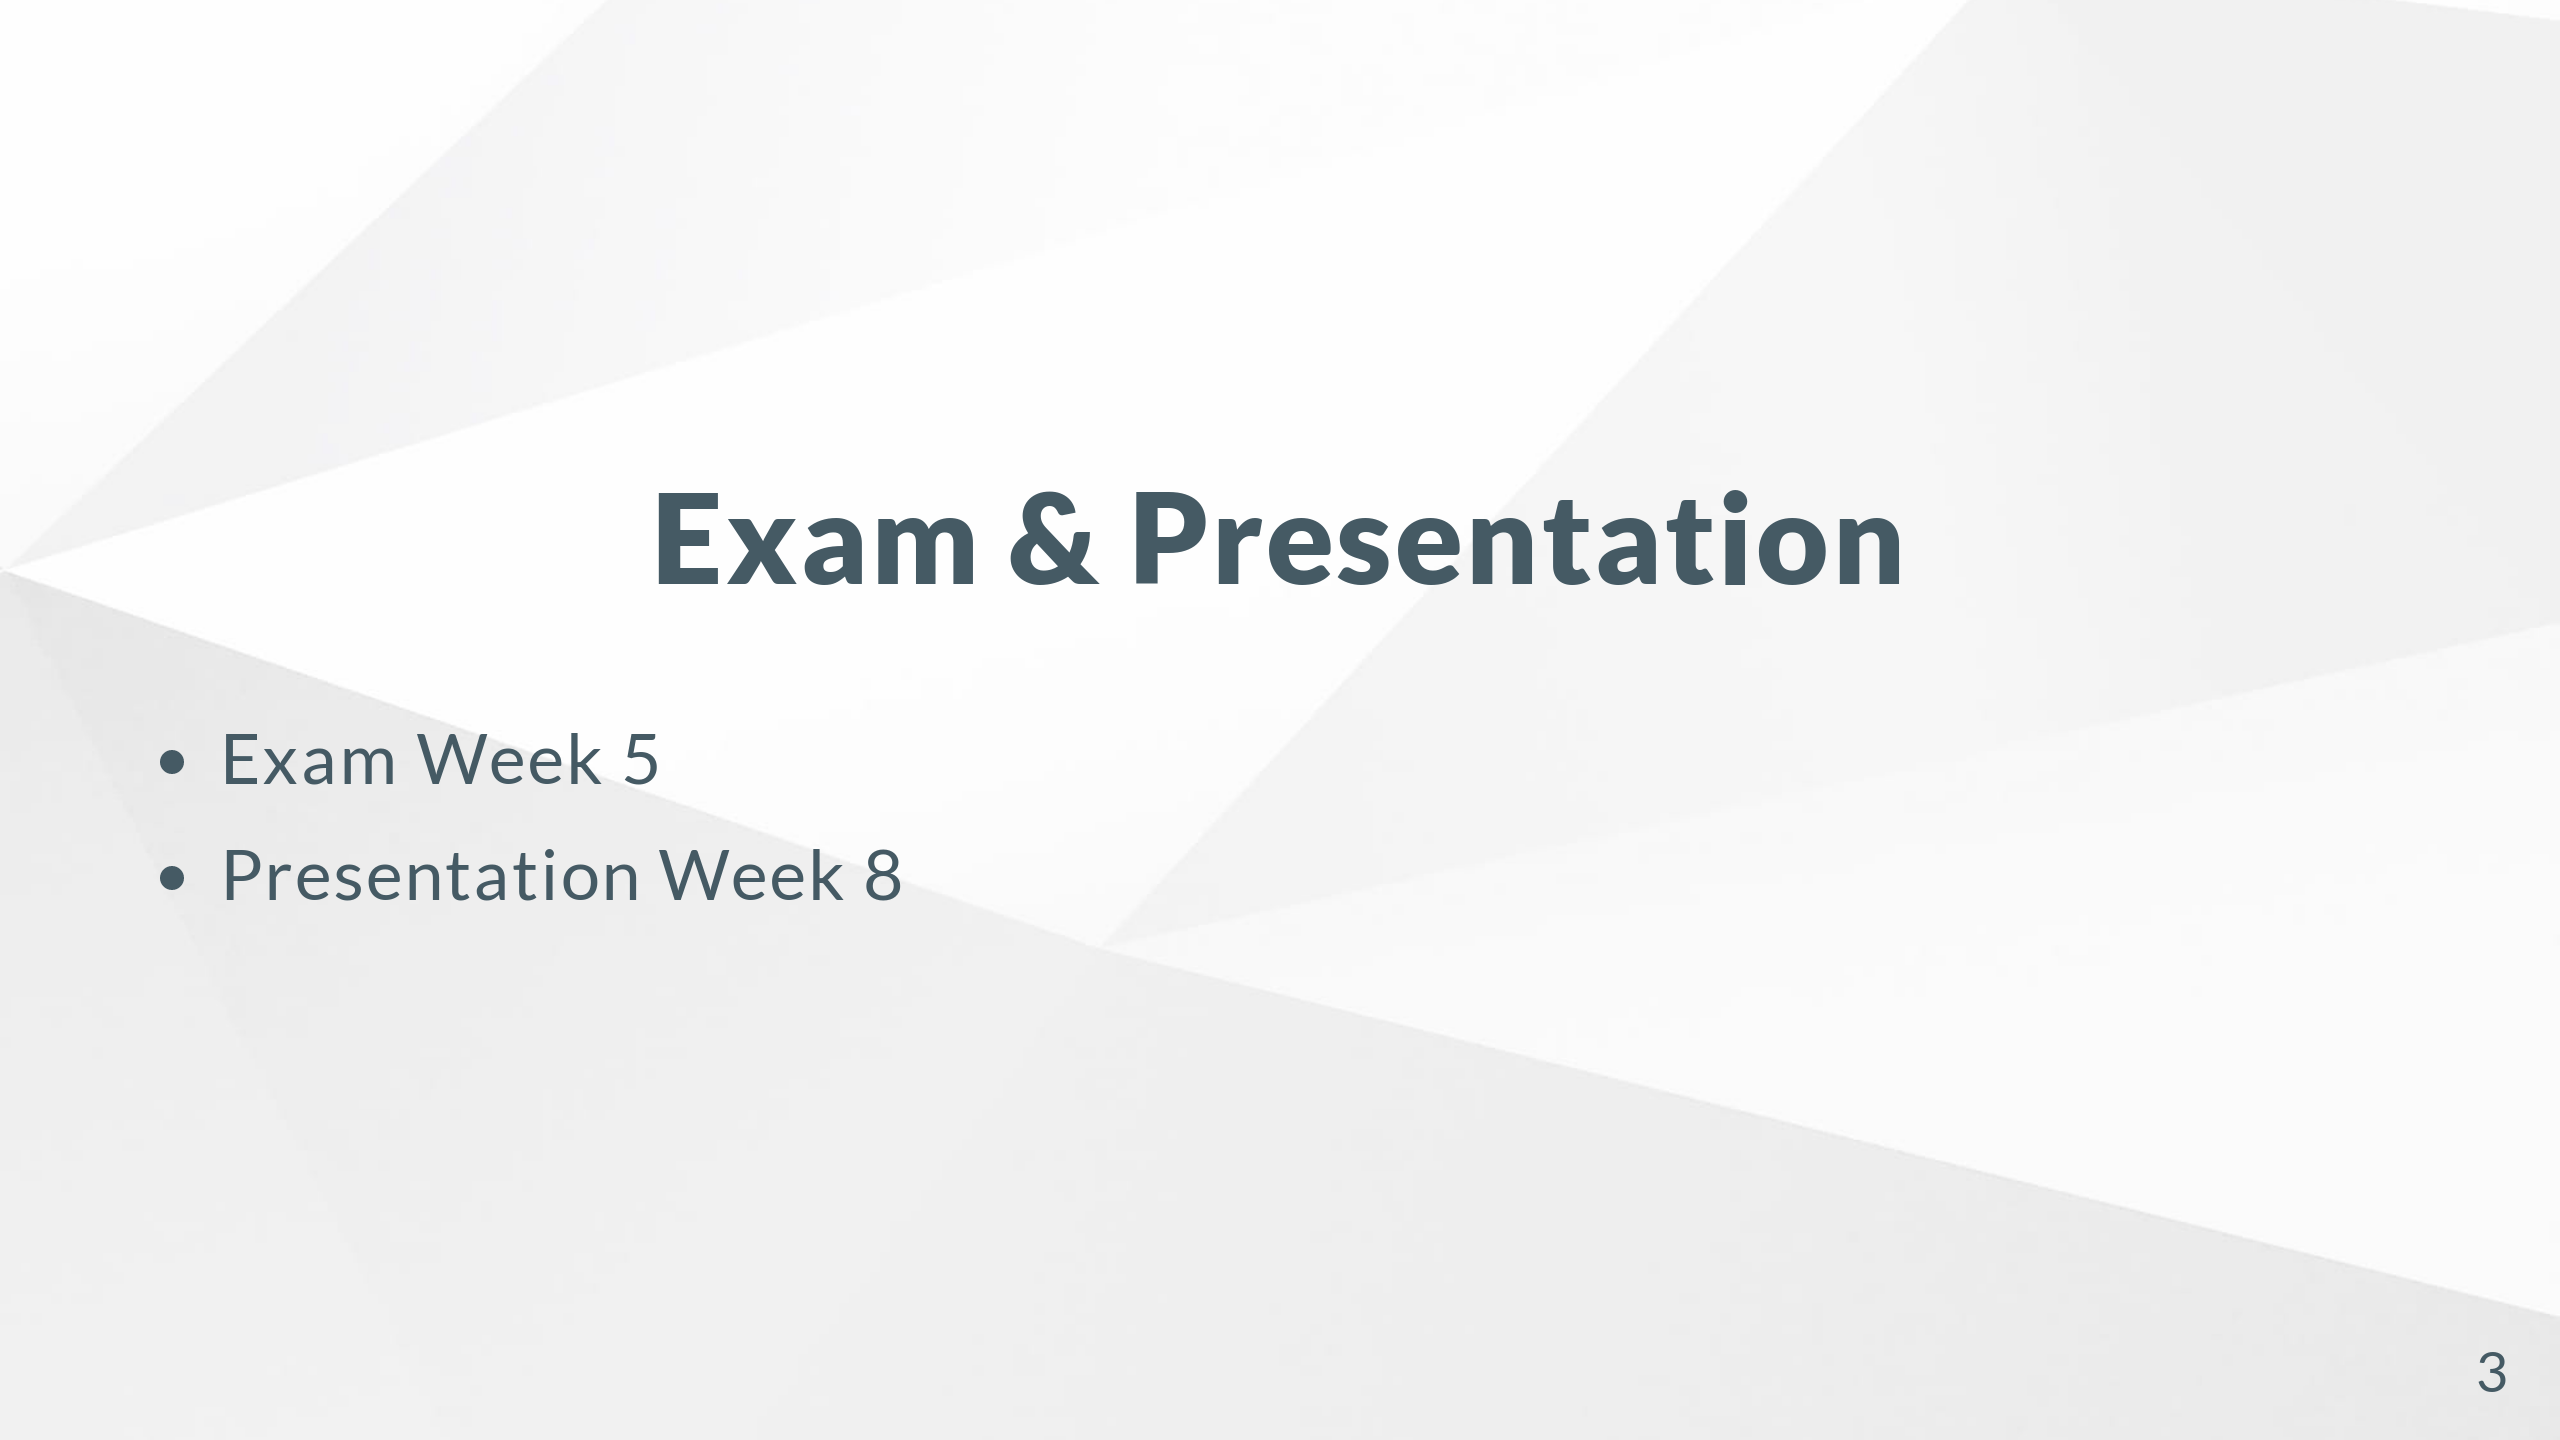 Exam & Presentation
• Exam Week 5
• Presentation Week 8
3